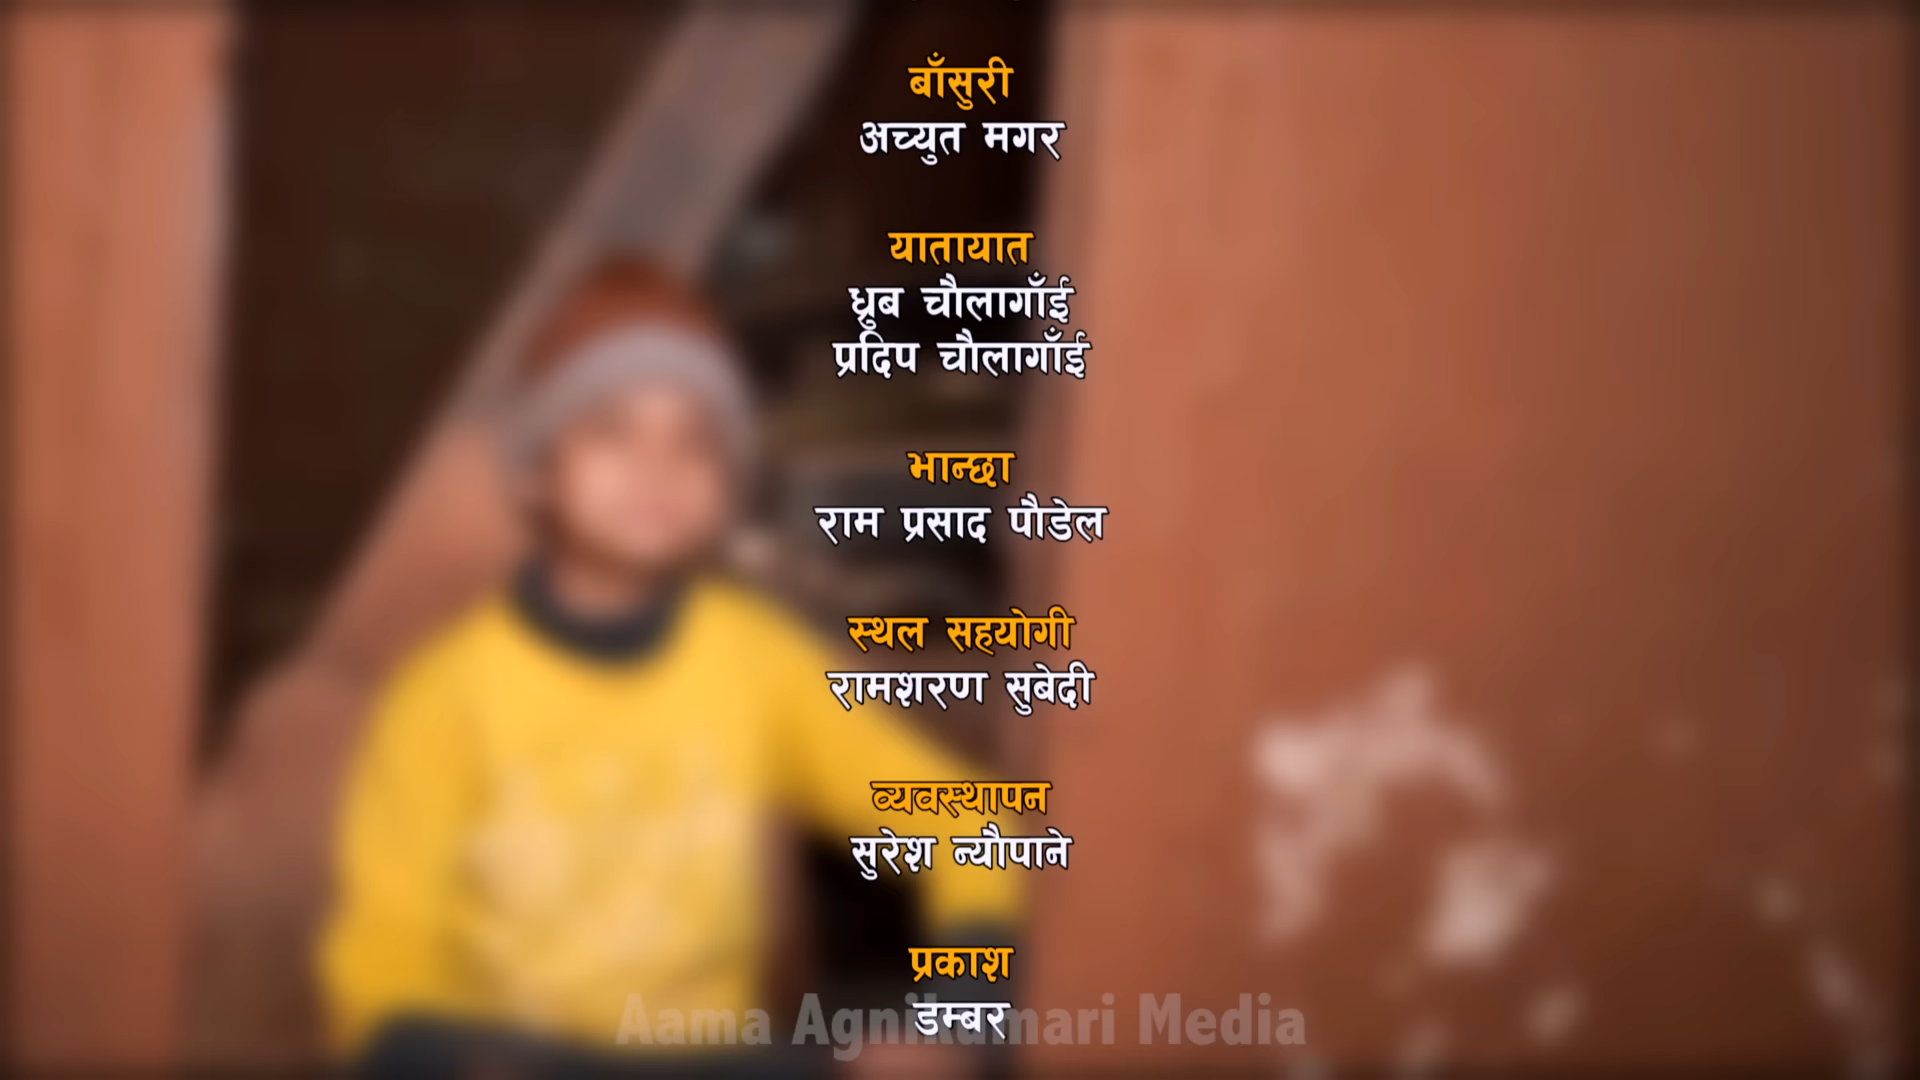 बाँसुरी
अच्युत मगर
यातायात
ध्रुब चौलागाँई
प्रदिप चौलागाँई
भान्छा
राम प्रसाद पौडेल
स्थल सहयोगी
रामशरण सुबेदी
व्यवस्थापन
सुरेश न्यौपाने
प्रकाश
डम्बर
Aama Agnikumari Media